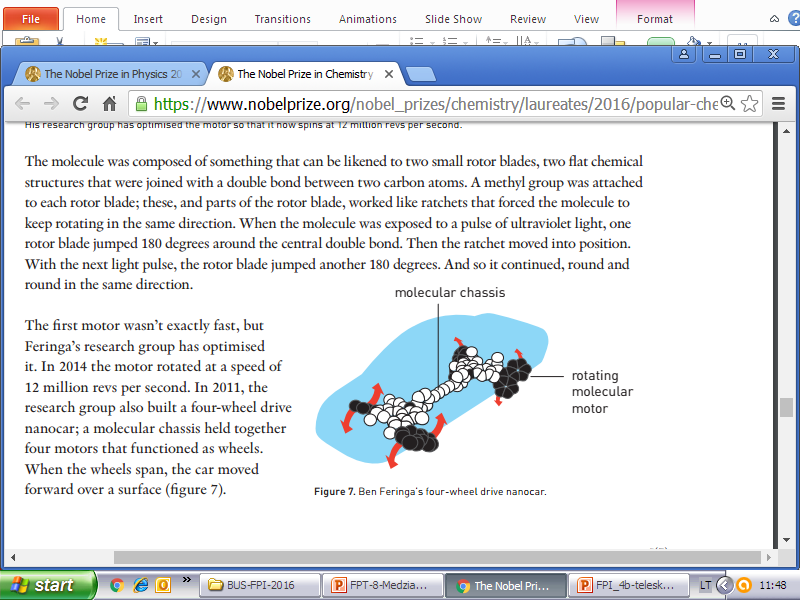 File Home Insert Design Transitions Animations Slide Show Review View Format
The Nobel Prize in Physics 20 The Nobel Prize in Chemistry
https://www.nobelprize.org/nobel_prizes/chemistry/laureates/2016/popular-che
His research group has optimised the motor so that it now spins at 12 million revs per second.
The molecule was composed of something that can be likened to two small rotor blades, two flat chemical
structures that were joined with a double bond between two carbon atoms. A methyl group was attached
to each rotor blade; these, and parts of the rotor blade, worked like ratchets that forced the molecule to
keep rotating in the same direction. When the molecule was exposed to a pulse of ultraviolet light, one
rotor blade jumped 180 degrees around the central double bond. Then the ratchet moved into position.
With the next light pulse, the rotor blade jumped another 180 degrees. And so it continued, round and
round in the same direction.
molecular chassis
The first motor wasn't exactly fast, but
Feringa's research group has optimised
it. In 2014 the motor rotated at a speed of
12 million revs per second. In 2011, the
research group also built a four-wheel drive
nanocar; a molecular chassis held together
four motors that functioned as wheels.
When the wheels span, the car moved
forward over a surface (figure 7).
rotating
molecular
motor
Figure 7. Ben Feringa's four-wheel drive nanocar.
start BUS-FPI-2016 FPT-8-Medzia... The Nobel Pri... FPI_4b-telesk... LT 11:48